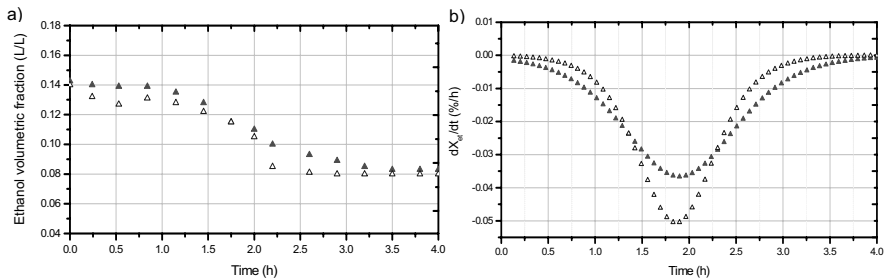 a)
Ethanol volumetric fraction (L/L)
0.18
0.16
0.14
0.12
0.10
0.08
0.06
0.04
0.0 0.5 1.0 1.5 2.0 2.5 3.0 3.5 4.0
Time (h)
b)
dXet/dt (%/h)
0.01
0.00
-0.01
-0.02
-0.03
-0.04
-0.05
0.0 0.5 1.0 1.5 2.0 2.5 3.0 3.5 4.0
Time (h)